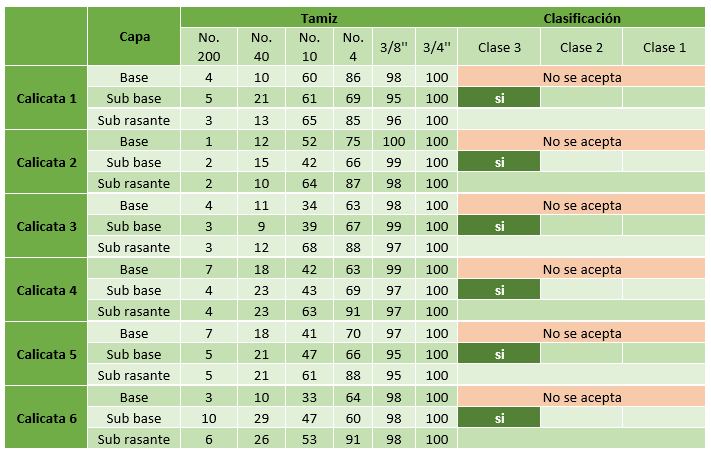 Capa Tamiz Clasificación
No. 200 No. 40 No. 10 No. 4 3/8'' 3/4'' Clase 3 Clase 2 Clase 1
Calicata 1
Base 4 10 60 86 98 100 No se acepta
Sub base 5 21 61 69 95 100 si
Sub rasante 3 13 65 85 96 100
Calicata 2
Base 1 12 52 75 100 100 No se acepta
Sub base 2 15 42 66 99 100 si
Sub rasante 2 10 64 87 98 100
Calicata 3
Base 4 11 34 63 98 100 No se acepta
Sub base 3 9 39 67 99 100 si
Sub rasante 3 12 68 88 97 100
Calicata 4
Base 7 18 42 63 99 100 No se acepta
Sub base 4 23 43 69 97 100 si
Sub rasante 4 23 63 91 97 100
Calicata 5
Base 7 18 41 70 97 100 No se acepta
Sub base 5 21 47 66 95 100 si
Sub rasante 5 21 61 88 95 100
Calicata 6
Base 3 10 33 64 98 100 No se acepta
Sub base 10 29 47 60 98 100 si
Sub rasante 6 26 53 91 98 100